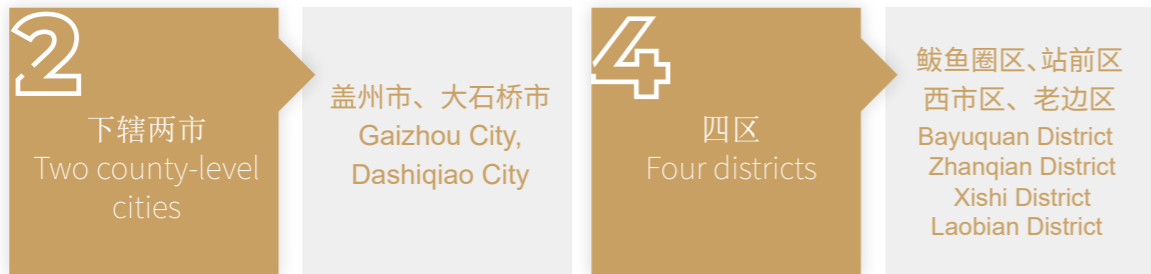 2
下辖两市
Two county-level
cities
盖州市、大石桥市
Gaizhou City,
Dashiqiao City
4
四区
Four districts
鲅鱼圈区、站前区
西市区、老边区
Bayuquan District
Zhanqian District
Xishi District
Laobian District